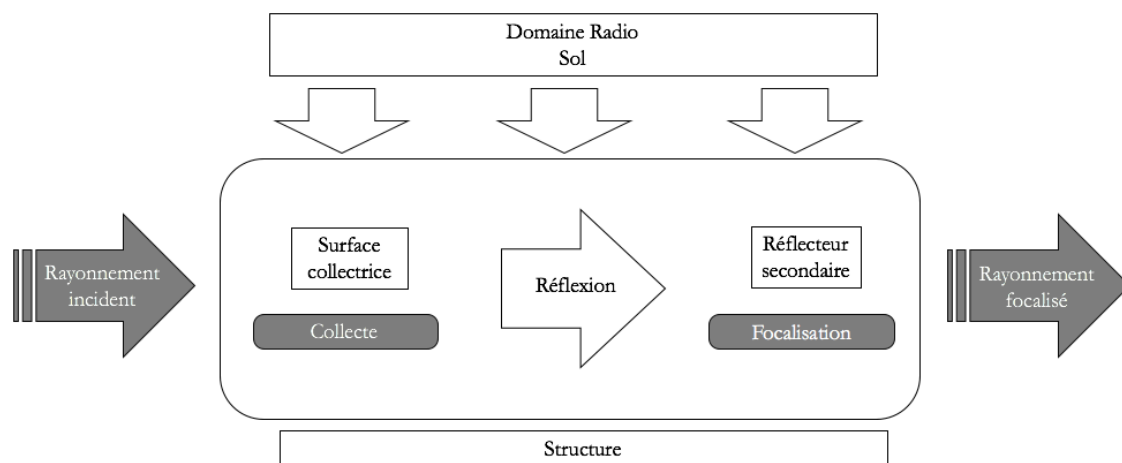 Domaine Radio
Sol
Rayonnement
incident
Surface
collectrice
Collecte
Réflexion
Réflecteur
secondaire
Focalisation
Rayonnement
focalisé
Structure